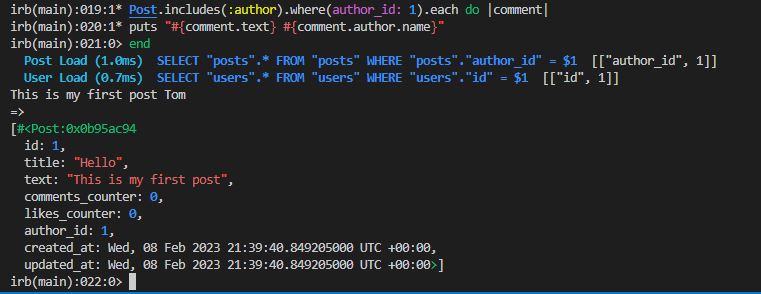 irb(main):019:1* Post.includes(:author).where(author_id: 1).each do |comment|
irb(main):020:1* puts "#{comment.text} #{comment.author.name}"
irb(main):021:0> end
  Post Load (1.0ms)  SELECT "posts".* FROM "posts" WHERE "posts"."author_id" = $1  [["author_id", 1]]
  User Load (0.7ms)  SELECT "users".* FROM "users" WHERE "users"."id" = $1  [["id", 1]]
This is my first post Tom
=>
[#<Post:0x0b95ac94
  id: 1,
  title: "Hello",
  text: "This is my first post",
  comments_counter: 0,
  likes_counter: 0,
  author_id: 1,
  created_at: Wed, 08 Feb 2023 21:39:40.849205000 UTC +00:00,
  updated_at: Wed, 08 Feb 2023 21:39:40.849205000 UTC +00:00>]
irb(main):022:0>